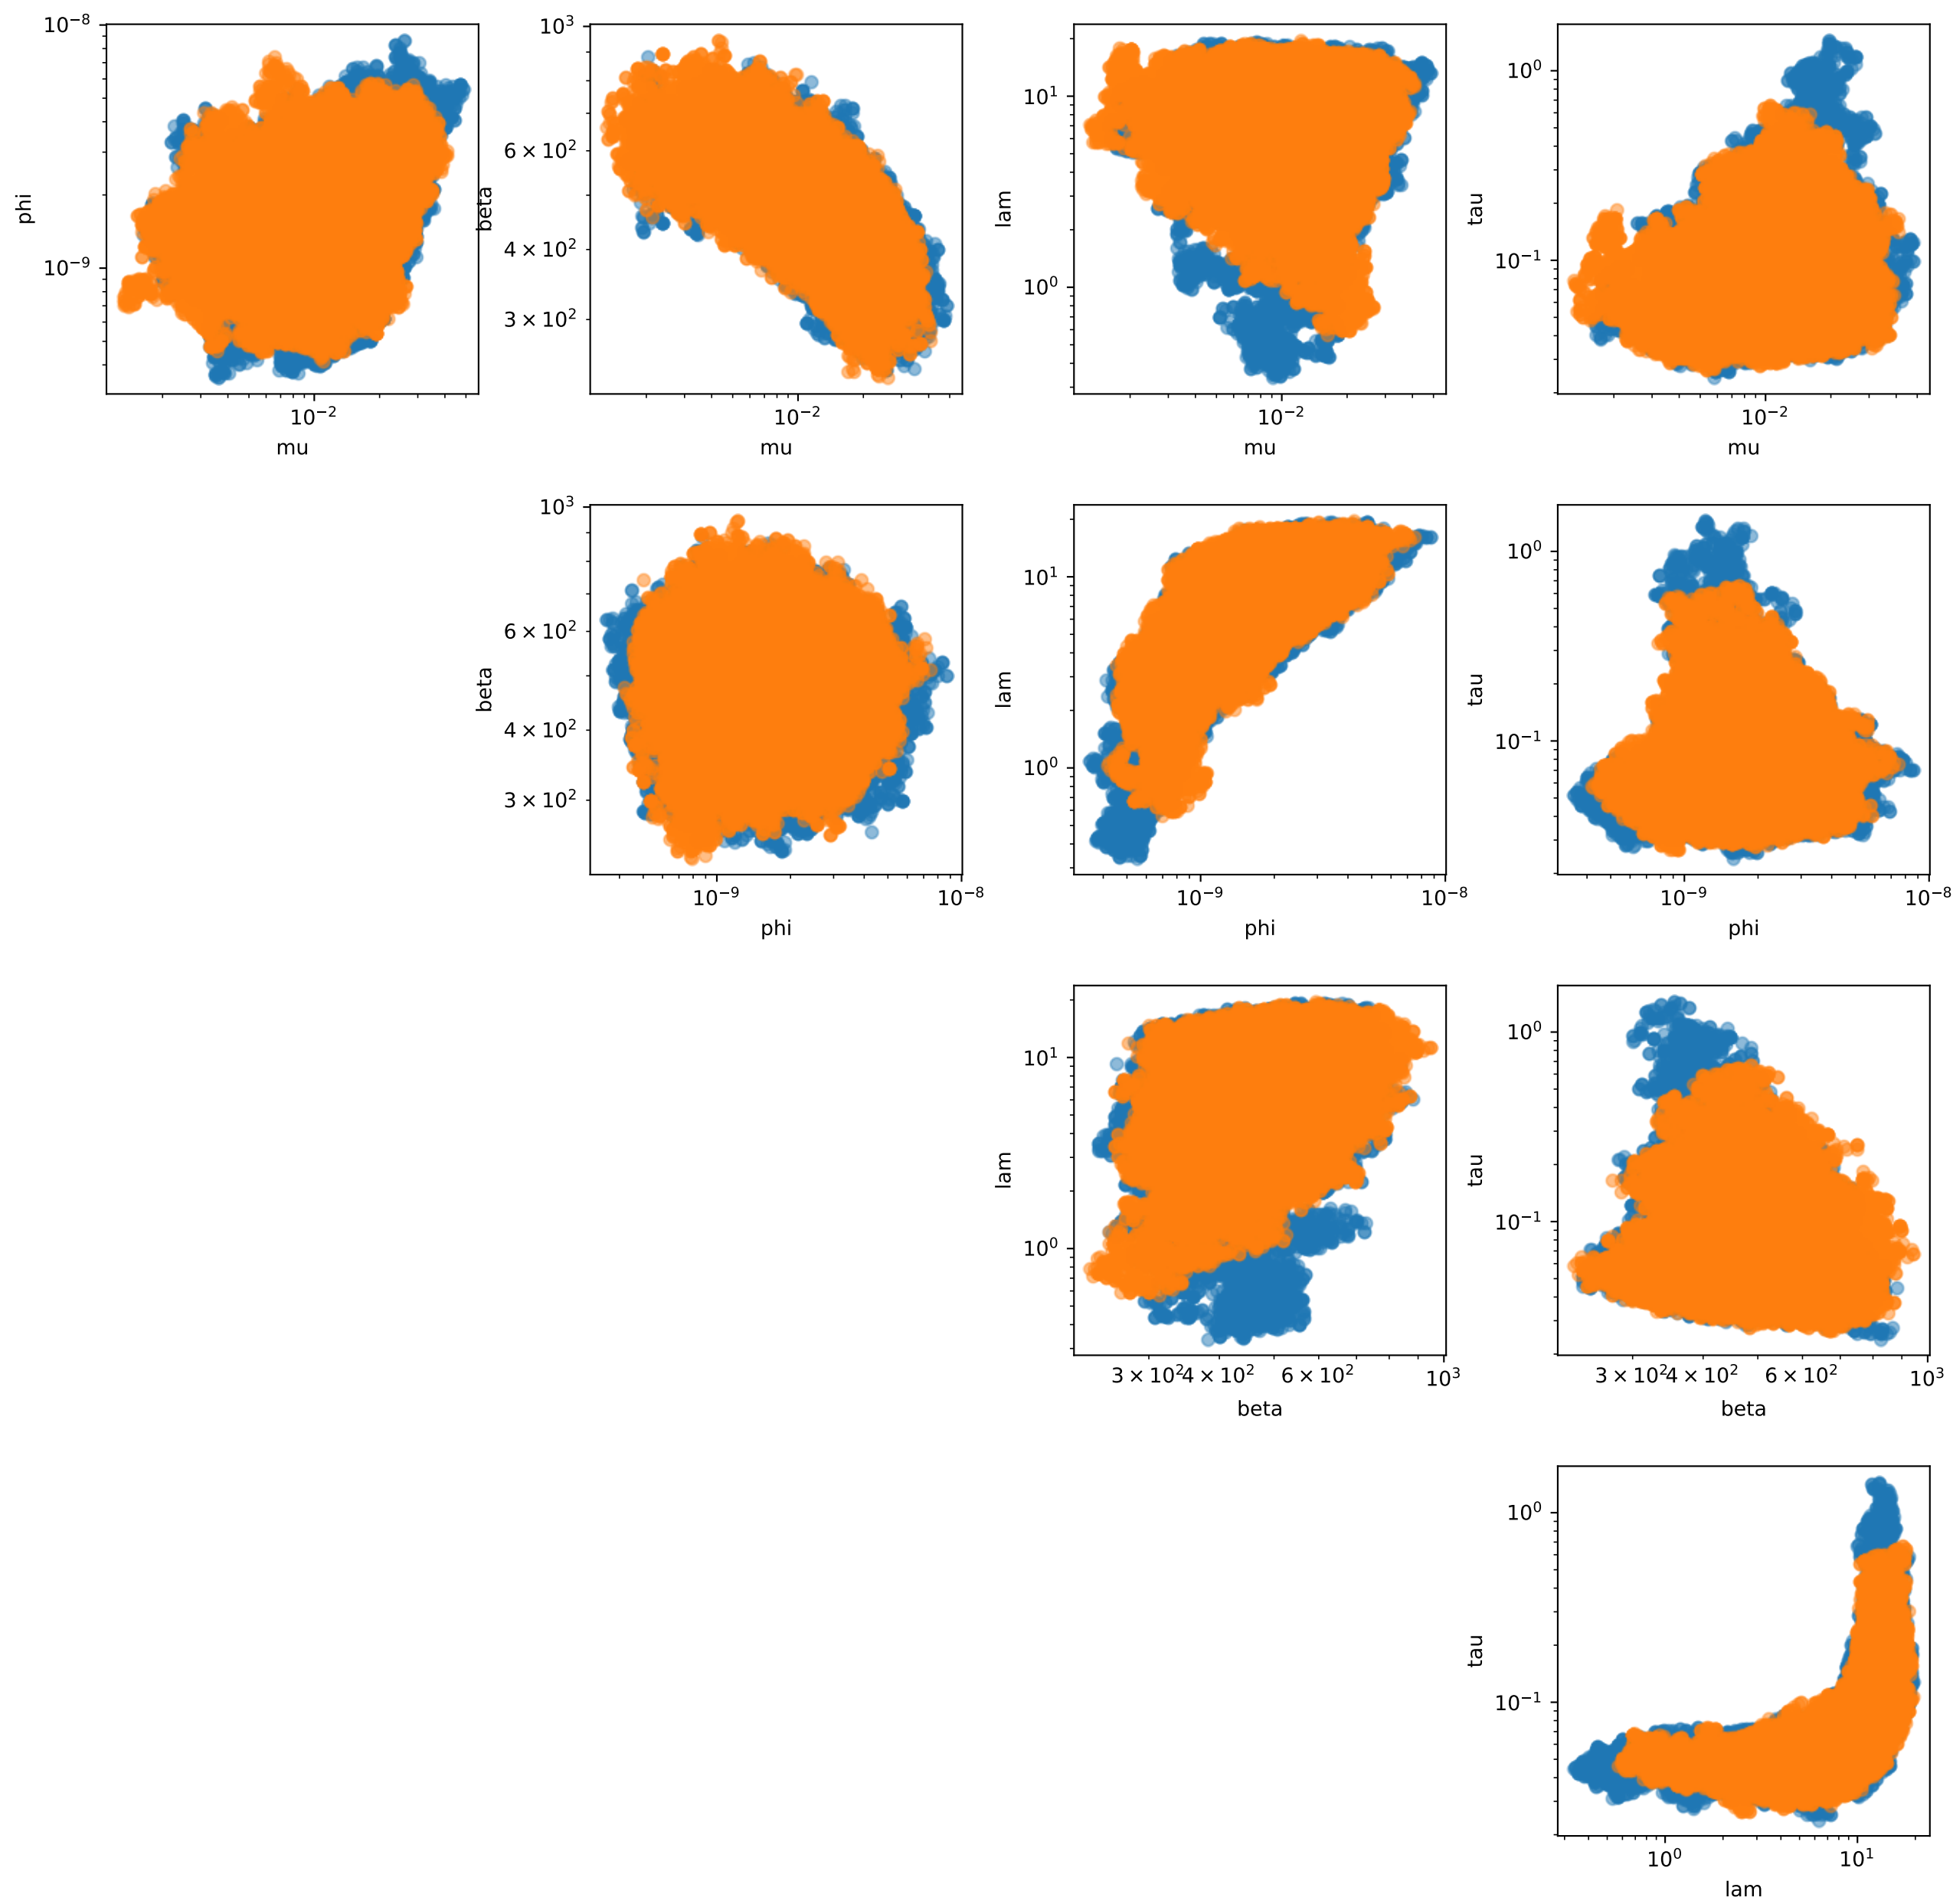 10⁻⁸
10⁻⁹
phi
10⁻²
mu
10³
6 × 10²
4 × 10²
3 × 10²
beta
10⁻²
mu
10¹
10⁰
lam
10⁻²
mu
10⁰
10⁻¹
tau
10⁻²
mu
10³
6 × 10²
4 × 10²
3 × 10²
beta
10⁻⁹ 10⁻⁸
phi
10¹
10⁰
lam
10⁻⁹ 10⁻⁸
phi
10⁰
10⁻¹
tau
10⁻⁹ 10⁻⁸
phi
10¹
10⁰
lam
3 × 10² 4 × 10² 6 × 10² 10³
beta
10⁰
10⁻¹
tau
3 × 10² 4 × 10² 6 × 10² 10³
beta
10⁰
10⁻¹
tau
10⁰ 10¹
lam